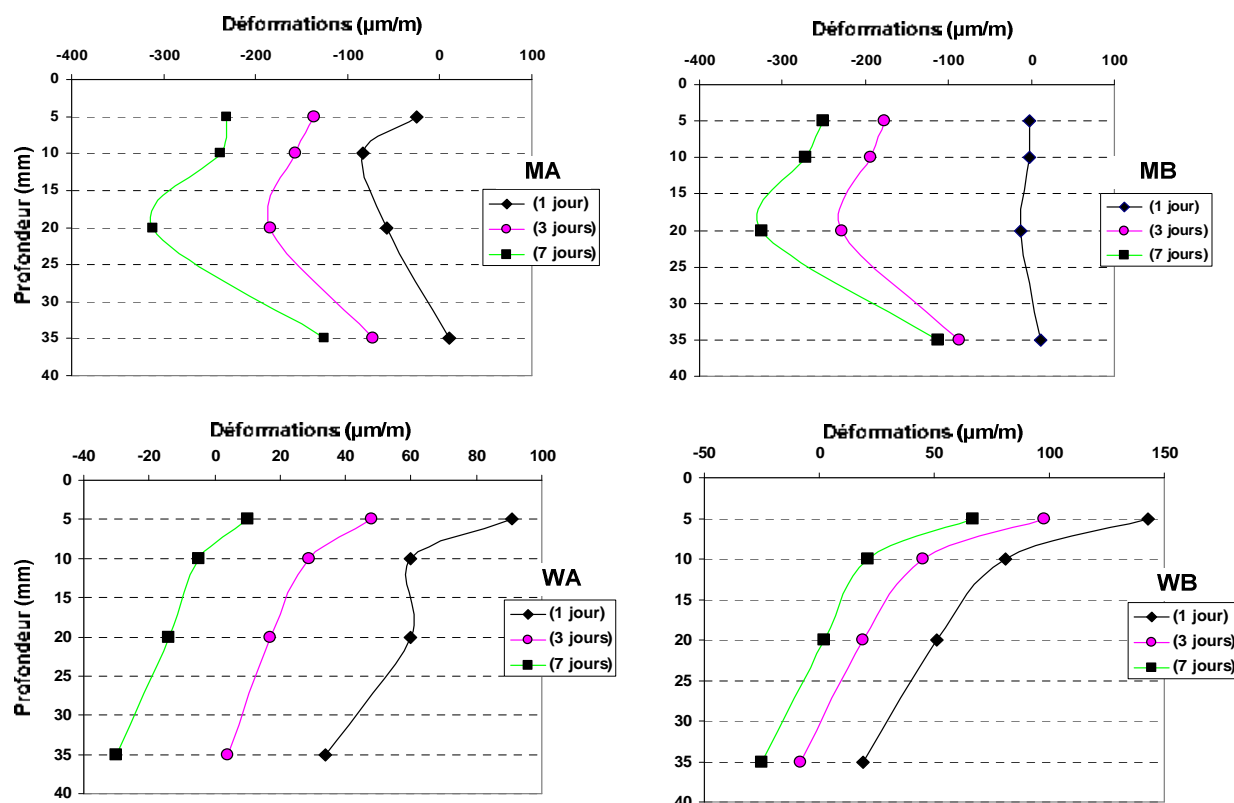 Déformations (µm/m)
-400 -300 -200 -100 0 100
0
5
10
15
20
25
30
35
40
Profondeur (mm)
MA
(1 jour)
(3 jours)
(7 jours)
Déformations (µm/m)
-400 -300 -200 -100 0 100
0
5
10
15
20
25
30
35
40
MB
(1 jour)
(3 jours)
(7 jours)
Déformations (µm/m)
-40 -20 0 20 40 60 80 100
0
5
10
15
20
25
30
35
40
Profondeur (mm)
WA
(1 jour)
(3 jours)
(7 jours)
Déformations (µm/m)
-50 0 50 100 150
0
5
10
15
20
25
30
35
40
WB
(1 jour)
(3 jours)
(7 jours)